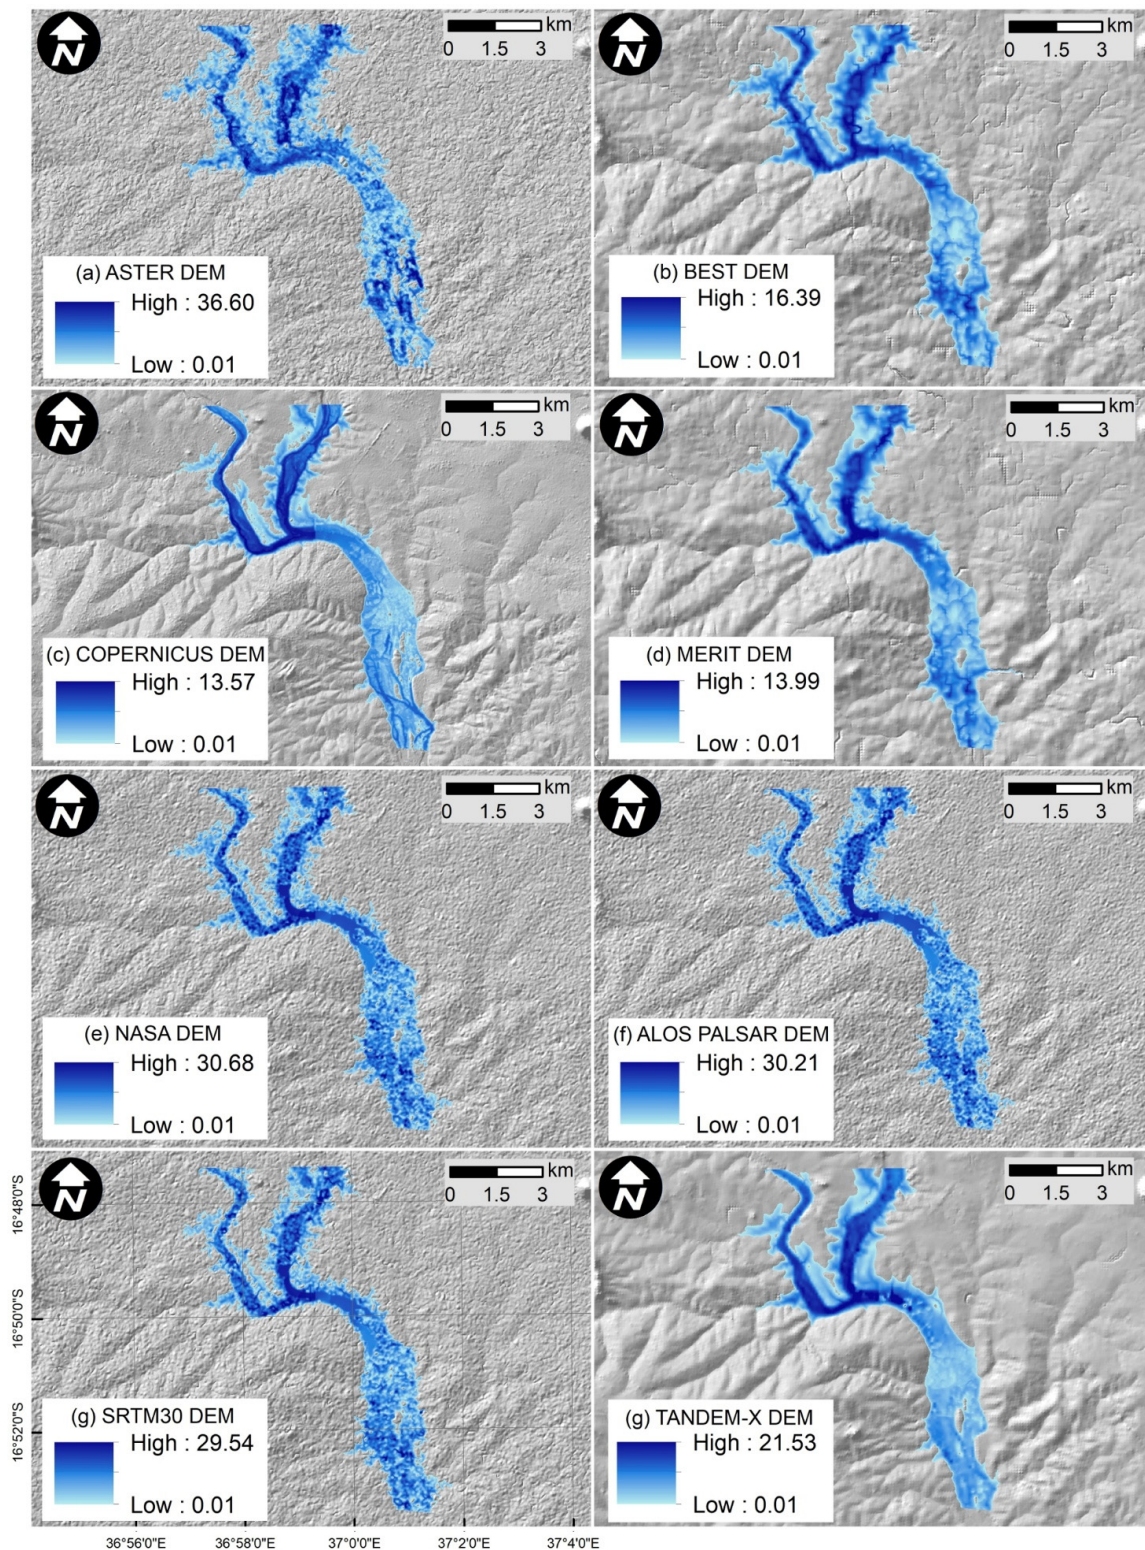 N
km
0 1.5 3
(a) ASTER DEM
High : 36.60
Low : 0.01
N
km
0 1.5 3
(b) BEST DEM
High : 16.39
Low : 0.01
N
km
0 1.5 3
(c) COPERNICUS DEM
High : 13.57
Low : 0.01
N
km
0 1.5 3
(d) MERIT DEM
High : 13.99
Low : 0.01
N
km
0 1.5 3
(e) NASA DEM
High : 30.68
Low : 0.01
N
km
0 1.5 3
(f) ALOS PALSAR DEM
High : 30.21
Low : 0.01
N
km
0 1.5 3
(g) SRTM30 DEM
High : 29.54
Low : 0.01
N
km
0 1.5 3
(g) TANDEM-X DEM
High : 21.53
Low : 0.01
16°48'0"S
16°50'0"S
16°52'0"S
36°56'0"E 36°58'0"E 37°0'0"E 37°2'0"E 37°4'0"E